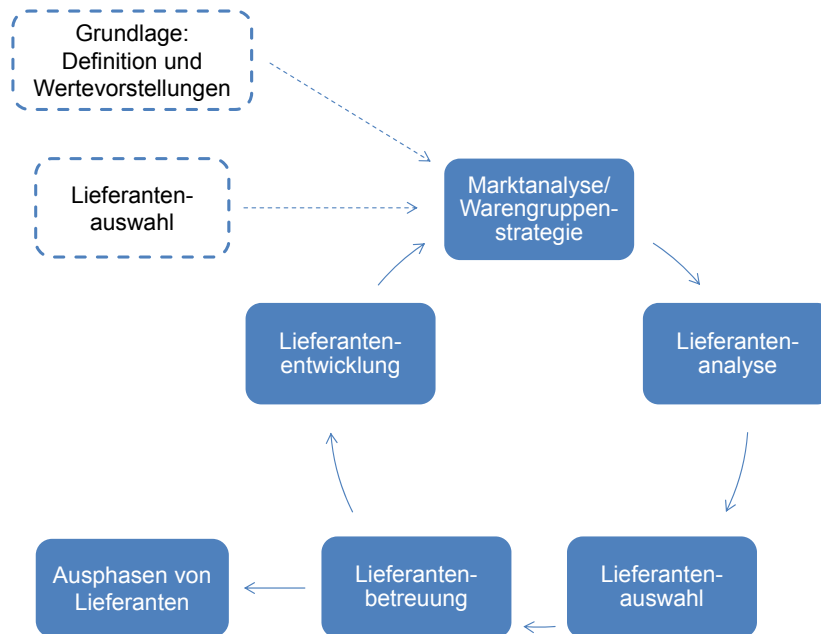 Grundlage:
Definition und
Wertevorstellungen
Lieferanten-
auswahl
Marktanalyse/
Warengruppen-
strategie
Lieferanten-
entwicklung
Lieferanten-
analyse
Ausphasen von
Lieferanten
Lieferanten-
betreuung
Lieferanten-
auswahl